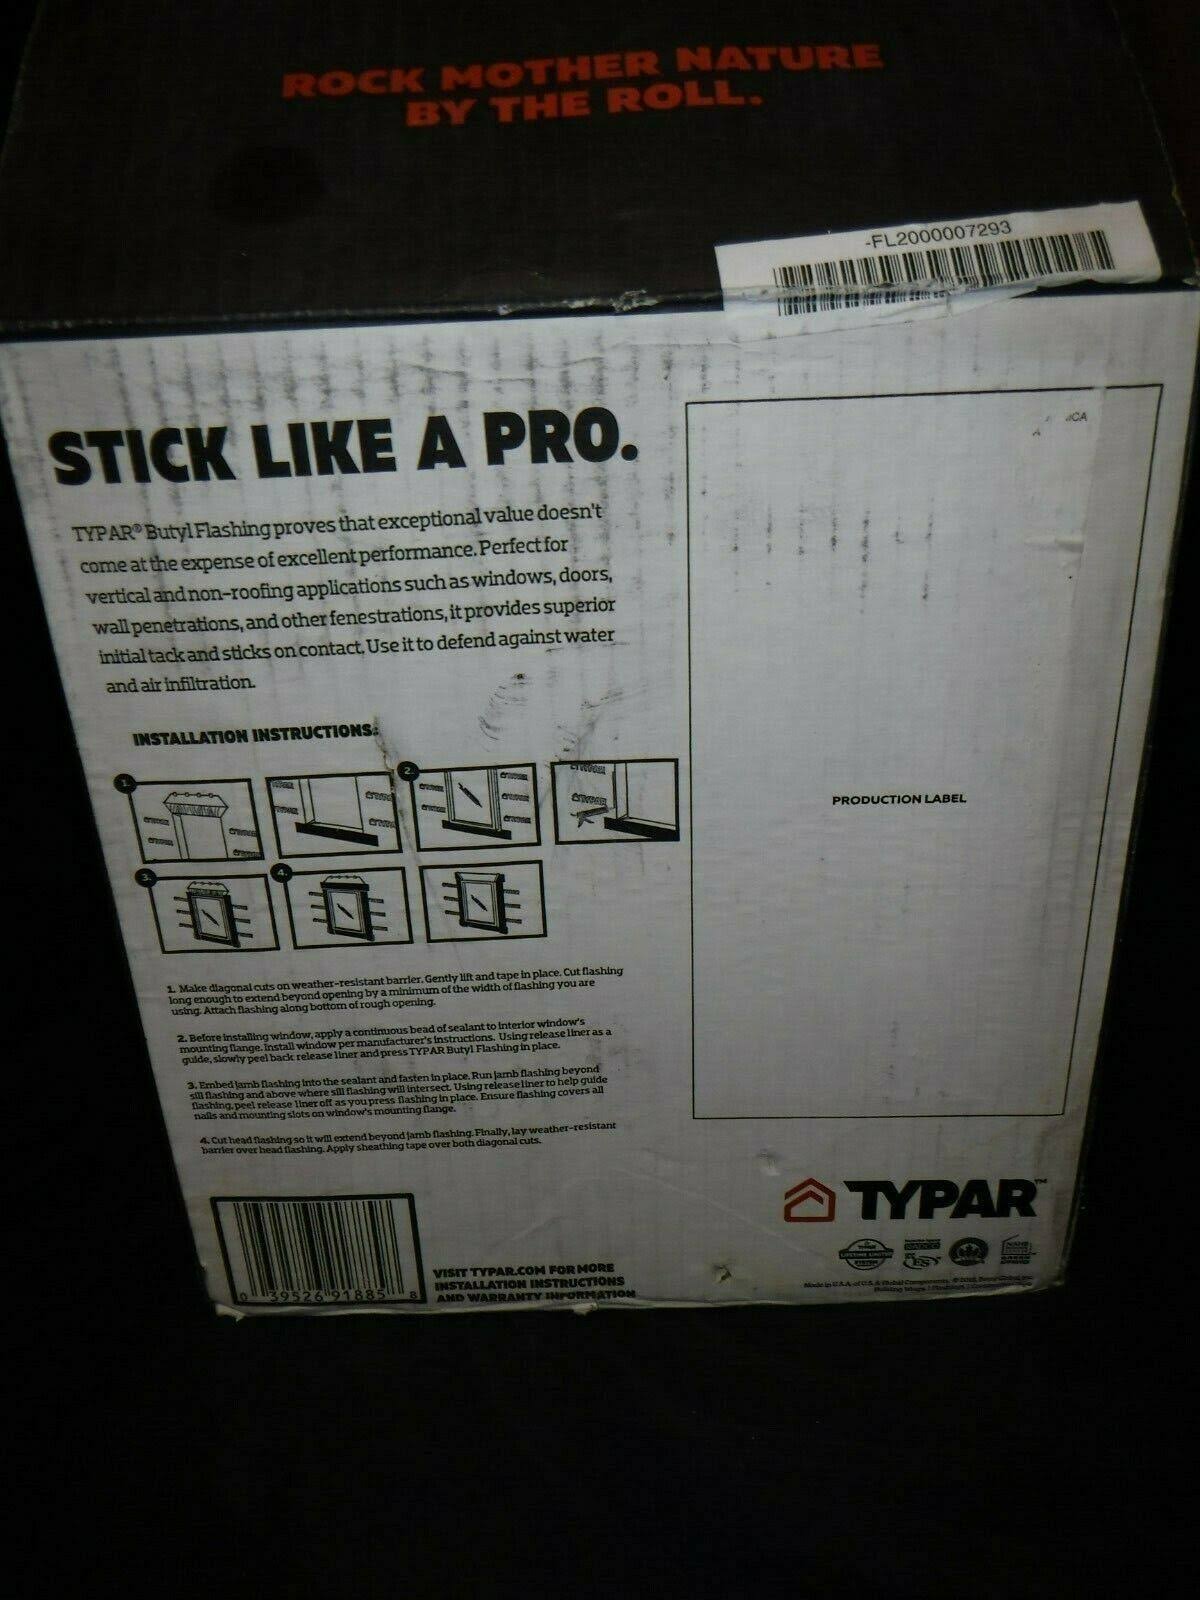 ROCK MOTHER NATURE
BY THE ROLL.
-FL2000007293
STICK LIKE A PRO.
TYPAR® Butyl Flashing proves that exceptional value doesn't
come at the expense of excellent performance. Perfect for
vertical and non-roofing applications such as windows, doors,
wall penetrations, and other fenestrations, it provides superior
initial tack and sticks on contact. Use it to defend against water
and air infiltration.
INSTALLATION INSTRUCTIONS:
1.
2.
3.
4.
1. Make diagonal cuts on weather-resistant barrier. Gently lift and tape in place. Cut flashing
long enough to extend beyond opening by a minimum of the width of flashing you are
using. Attach flashing along bottom of rough opening.
2. Before installing window, apply a continuous bead of sealant to interior window's
mounting flange. Install window per manufacturer's instructions. Using release liner as a
guide, slowly peel back release liner and press TYPAR Butyl Flashing in place.
3. Embed jamb flashing into the sealant and fasten in place. Run jamb flashing beyond
sill flashing and above where sill flashing will intersect. Using release liner to help guide
flashing, peel release liner off as you press flashing in place. Ensure flashing covers all
nails and mounting slots on window's mounting flange.
4. Cut head flashing so it will extend beyond jamb flashing. Finally, lay weather-resistant
barrier over head flashing. Apply sheathing tape over both diagonal cuts.
PRODUCTION LABEL
TYPAR™
0 39526 91885 8
VISIT TYPAR.COM FOR MORE
INSTALLATION INSTRUCTIONS
AND WARRANTY INFORMATION